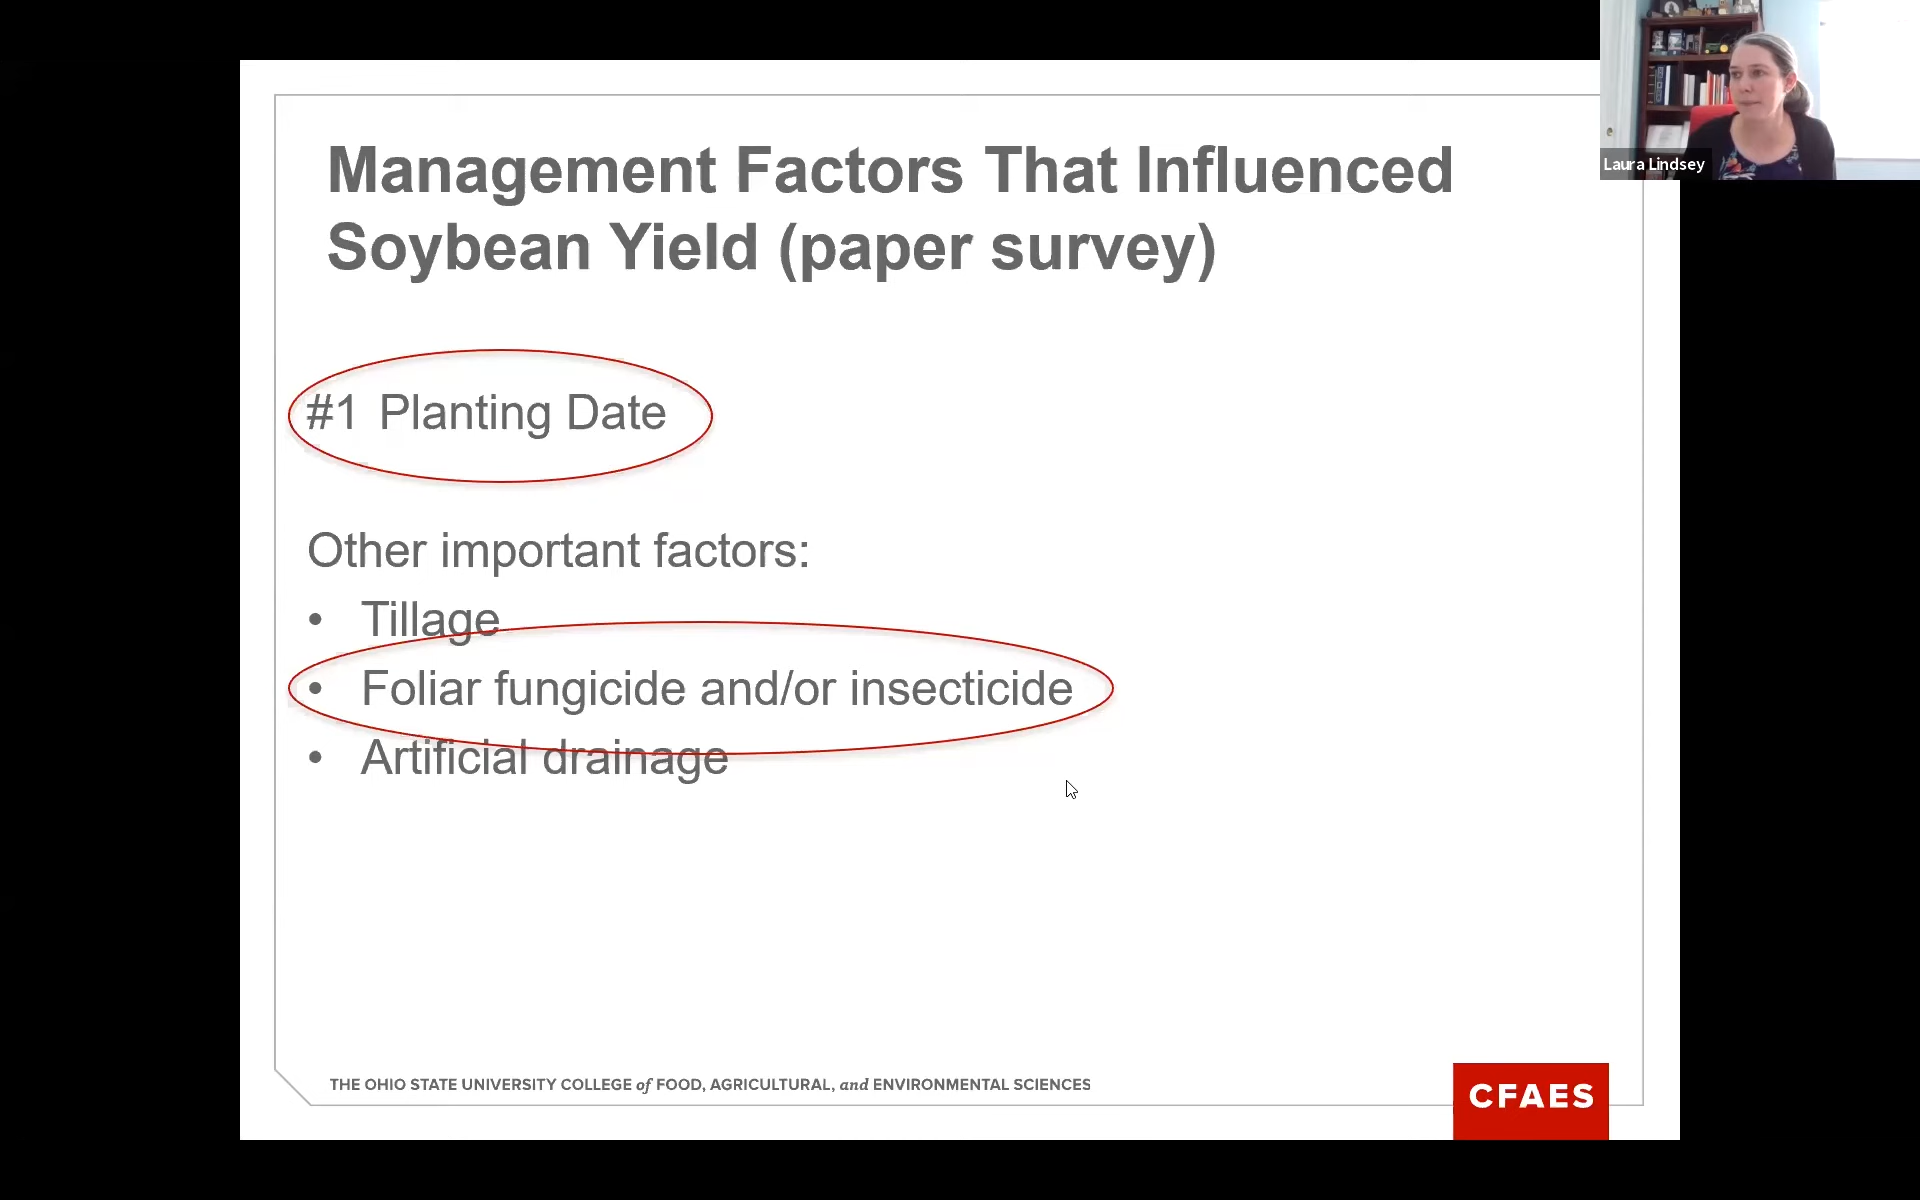 Laura Lindsey
Management Factors That Influenced
Soybean Yield (paper survey)
#1 Planting Date
Other important factors:
• Tillage
• Foliar fungicide and/or insecticide
• Artificial drainage
THE OHIO STATE UNIVERSITY COLLEGE of FOOD, AGRICULTURAL, and ENVIRONMENTAL SCIENCES
CFAES